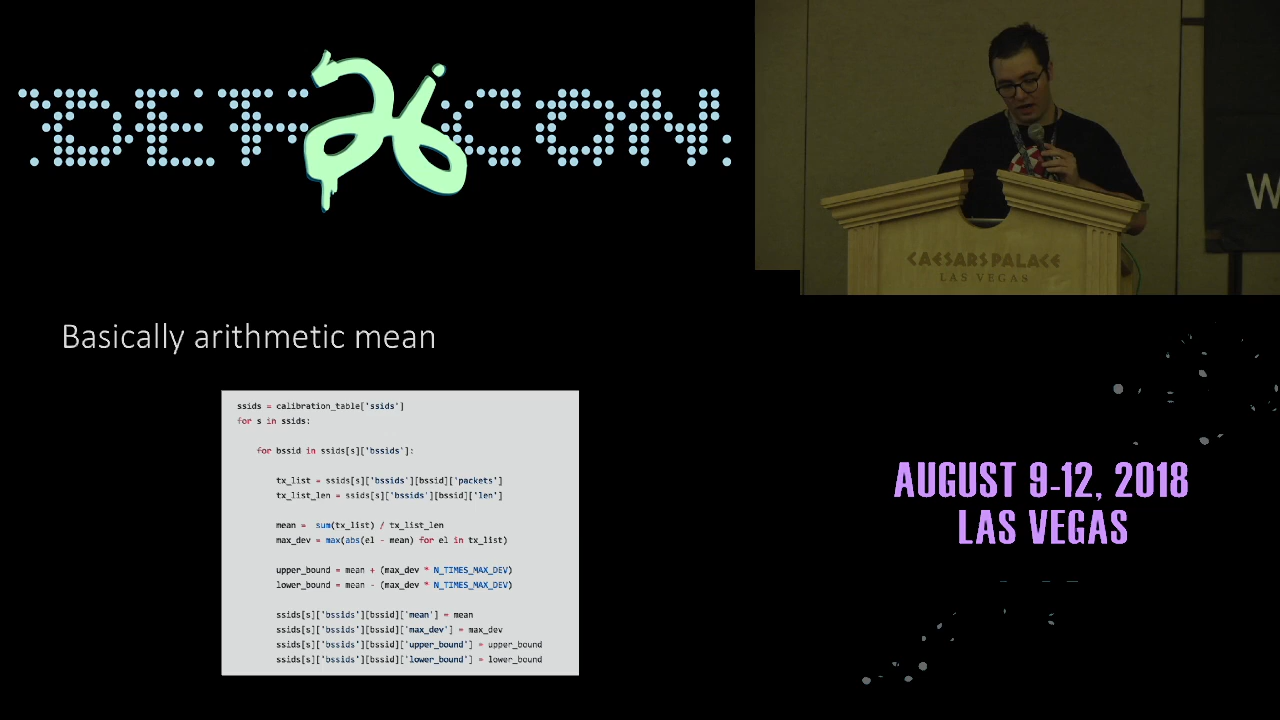 DEF 26 CON
CAESARS PALACE
LAS VEGAS
W
Basically arithmetic mean
ssids = calibration_table['ssids']
for s in ssids:
for bssid in ssids[s]['bssids']:
tx_list = ssids[s]['bssids'][bssid]['packets']
tx_list_len = ssids[s]['bssids'][bssid]['len']
mean =  sum(tx_list) / tx_list_len
max_dev = max(abs(el - mean) for el in tx_list)
upper_bound = mean + (max_dev * N_TIMES_MAX_DEV)
lower_bound = mean - (max_dev * N_TIMES_MAX_DEV)
ssids[s]['bssids'][bssid]['mean'] = mean
ssids[s]['bssids'][bssid]['max_dev'] = max_dev
ssids[s]['bssids'][bssid]['upper_bound'] = upper_bound
ssids[s]['bssids'][bssid]['lower_bound'] = lower_bound
AUGUST 9-12, 2018
LAS VEGAS